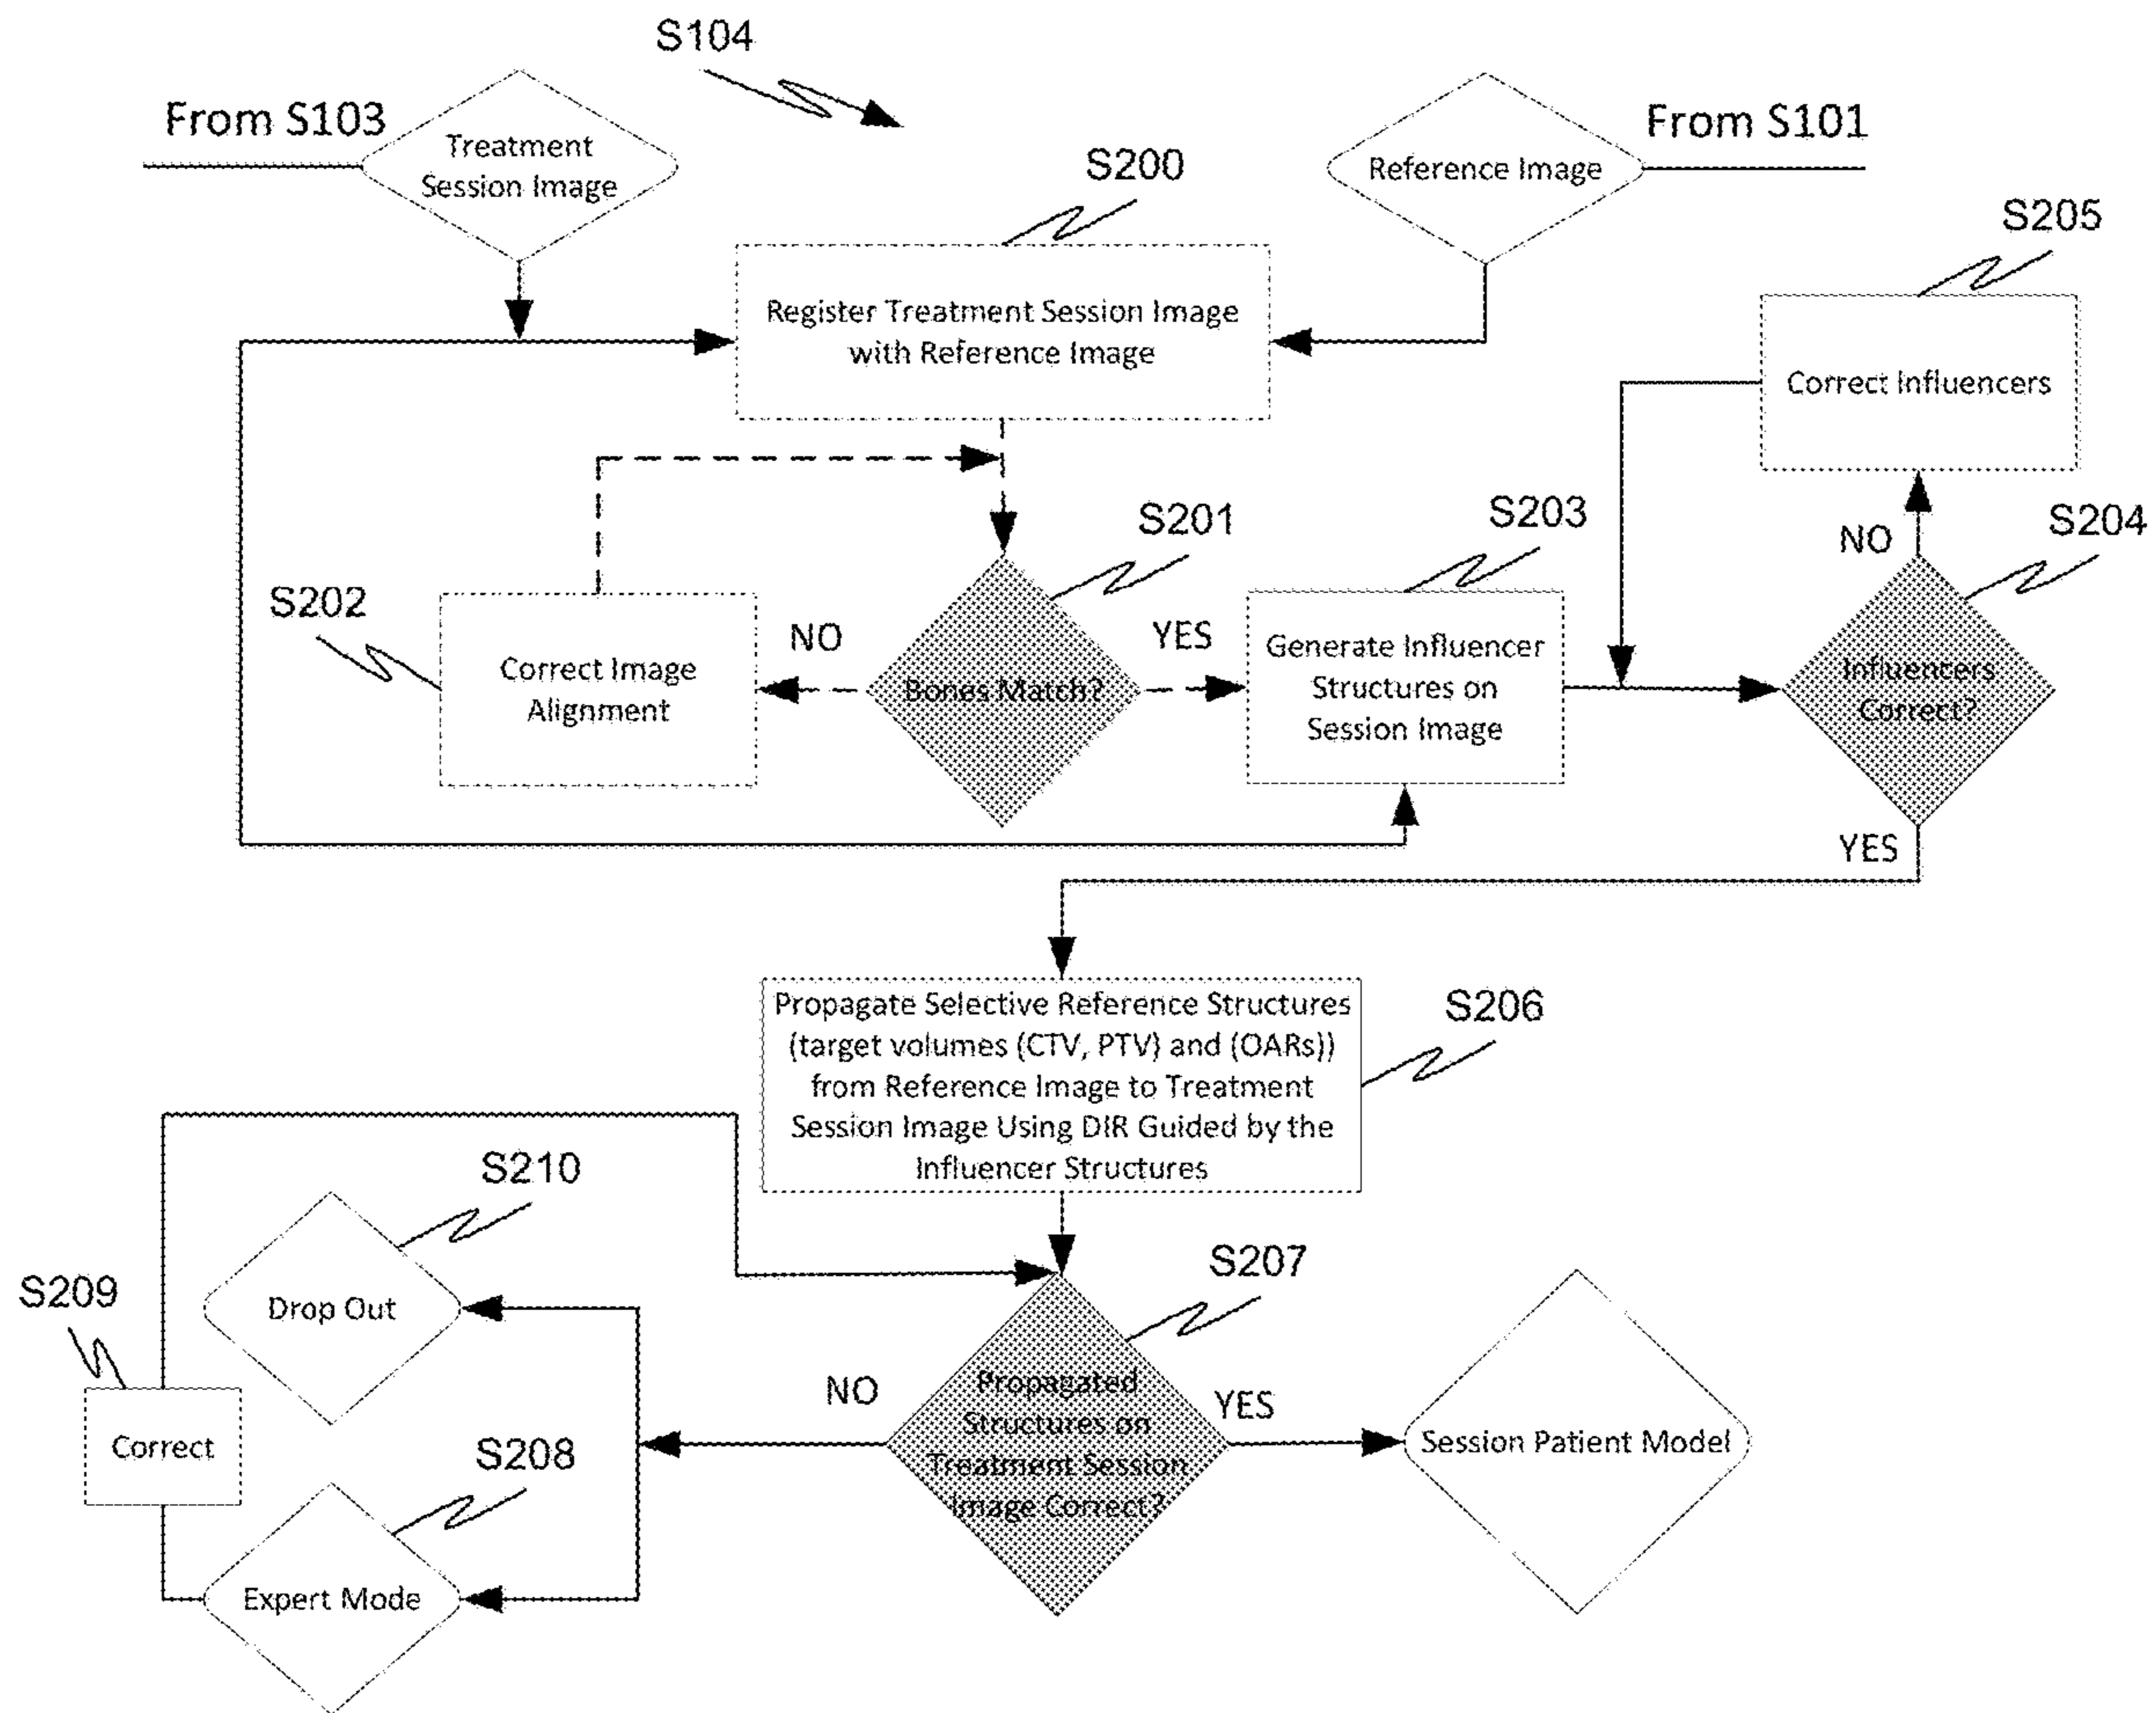 S104
From S103
Treatment
Session Image
Reference Image
From S101
S200
Register Treatment Session Image
with Reference Image
S205
Correct Influencers
S201
S203
S204
NO
S202
Correct Image
Alignment
NO
Bones Match?
YES
Generate Influencer
Structures on
Session Image
Influencers
Correct?
YES
Propagate Selective Reference Structures
(target volumes (CTV, PTV) and (OARs))
from Reference Image to Treatment
Session Image Using DIR Guided by the
Influencer Structures
S206
S210
Drop Out
S209
Correct
S208
Expert Mode
S207
NO
Propagated
Structures on
Treatment Session
Image Correct?
YES
Session Patient Model